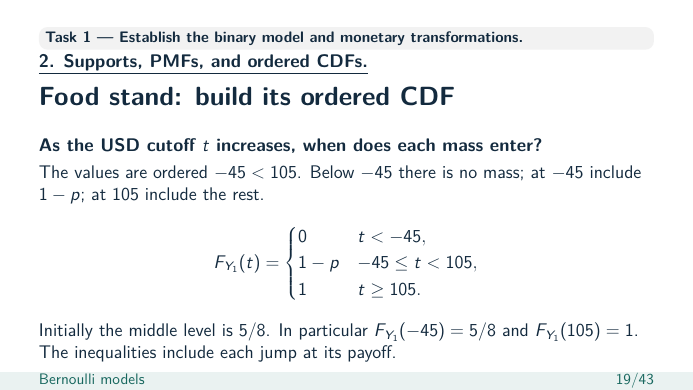 Task 1 — Establish the binary model and monetary transformations.
2. Supports, PMFs, and ordered CDFs.
Food stand: build its ordered CDF
As the USD cutoff t increases, when does each mass enter?
The values are ordered −45 < 105. Below −45 there is no mass; at −45 include
1 − p; at 105 include the rest.
0 t < −45,
F_{Y_1}(t) = { 1 − p −45 ≤ t < 105,
1 t ≥ 105.
Initially the middle level is 5/8. In particular F_{Y_1}(−45) = 5/8 and F_{Y_1}(105) = 1.
The inequalities include each jump at its payoff.
Bernoulli models 19/43